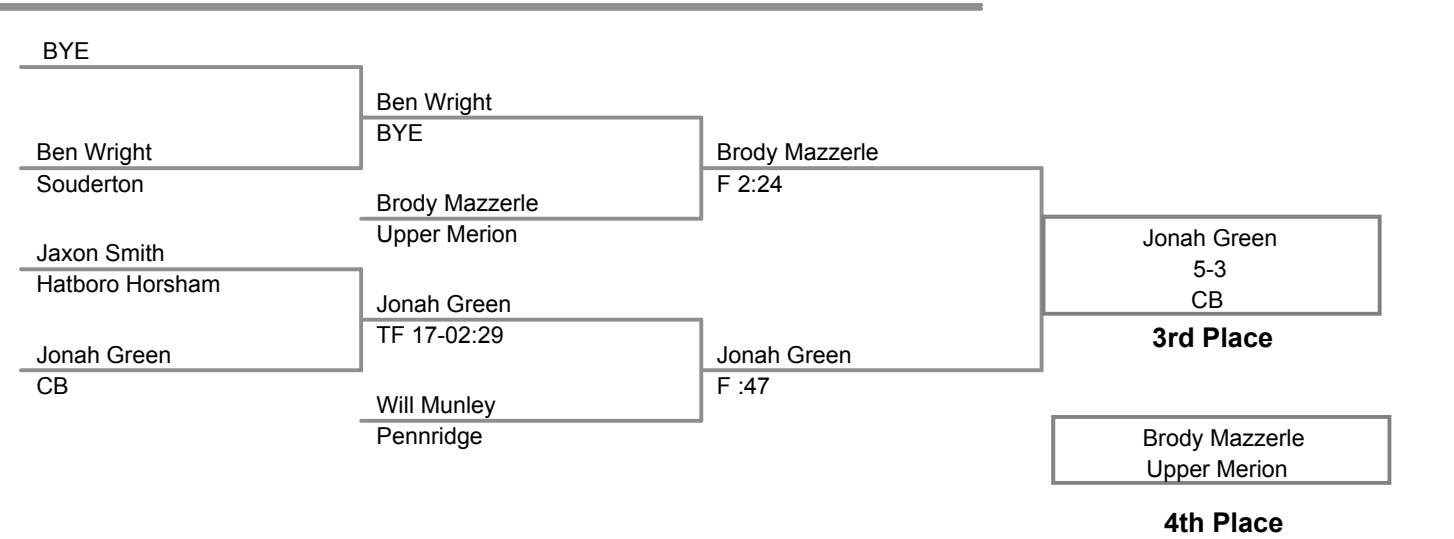 BYE
Ben Wright
Souderton
Jaxon Smith
Hatboro Horsham
Jonah Green
CB
Ben Wright
BYE
Brody Mazzerle
Upper Merion
Jonah Green
TF 17-02:29
Will Munley
Pennridge
Brody Mazzerle
F 2:24
Jonah Green
F :47
Jonah Green
5-3
CB
3rd Place
Brody Mazzerle
Upper Merion
4th Place